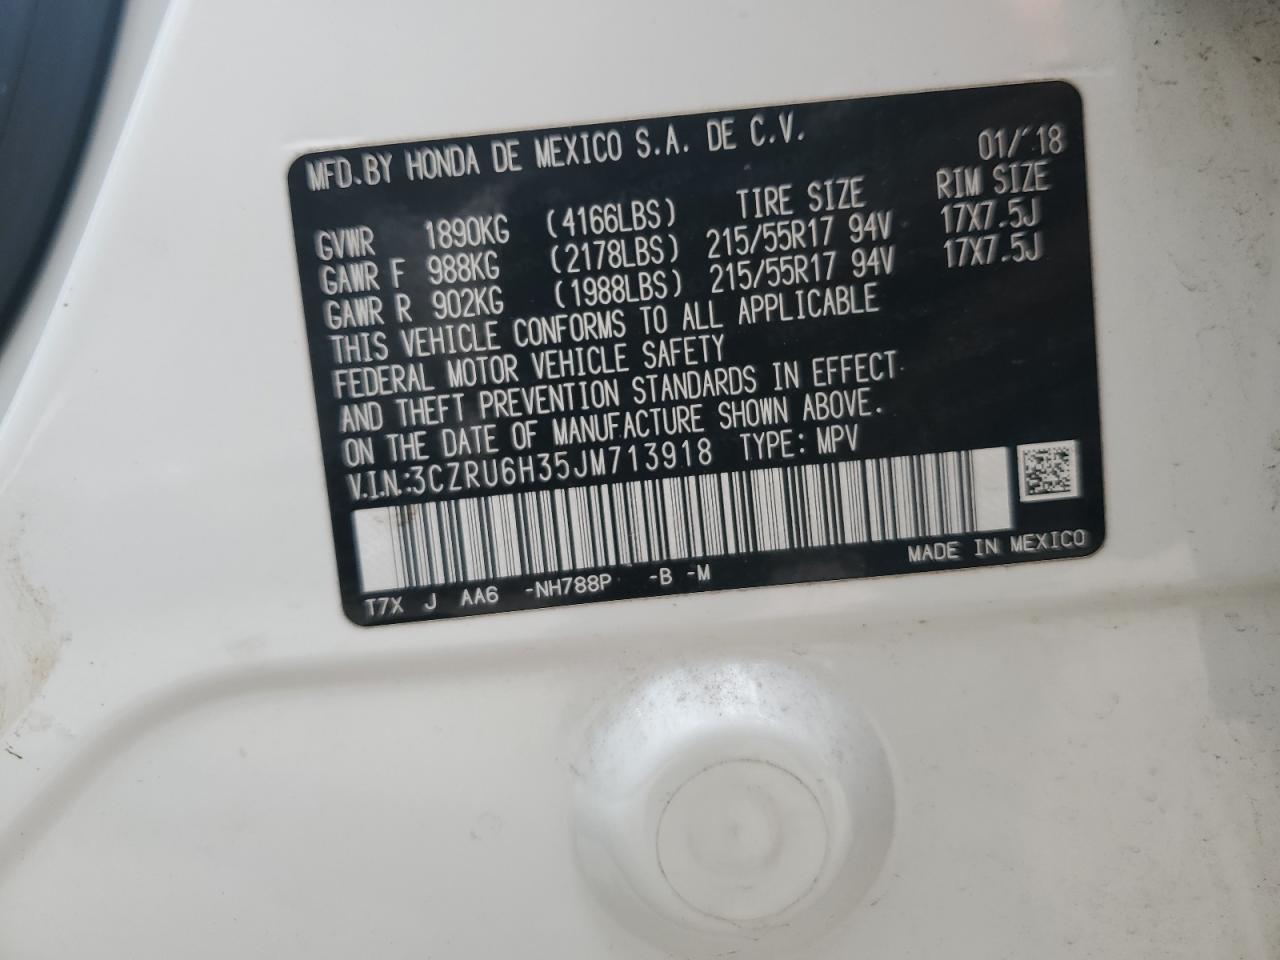 MFD.BY HONDA DE MEXICO S.A. DE C.V. 01/18
TIRE SIZE RIM SIZE
GVWR 1890KG (4166LBS)
GAWR F 988KG (2178LBS) 215/55R17 94V 17X7.5J
GAWR R 902KG (1988LBS) 215/55R17 94V 17X7.5J
THIS VEHICLE CONFORMS TO ALL APPLICABLE
FEDERAL MOTOR VEHICLE SAFETY
AND THEFT PREVENTION STANDARDS IN EFFECT
ON THE DATE OF MANUFACTURE SHOWN ABOVE.
V.I.N.:3CZRU6H35JM713918 TYPE: MPV
T7X J AA6 -NH788P -B -M MADE IN MEXICO